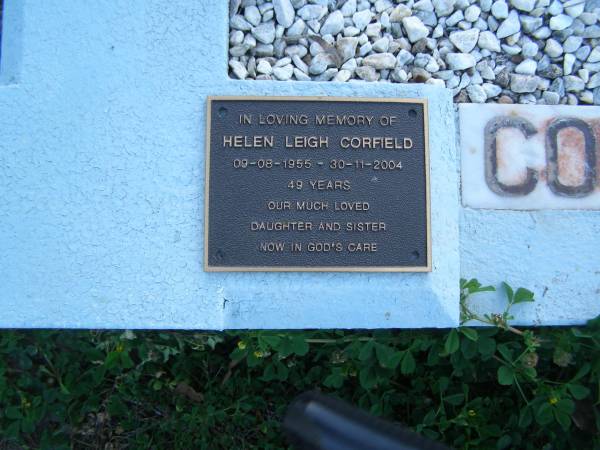 IN LOVING MEMORY OF
HELEN LEIGH CORFIELD
09-08-1955 - 30-11-2004
49 YEARS
OUR MUCH LOVED
DAUGHTER AND SISTER
NOW IN GOD'S CARE
CO